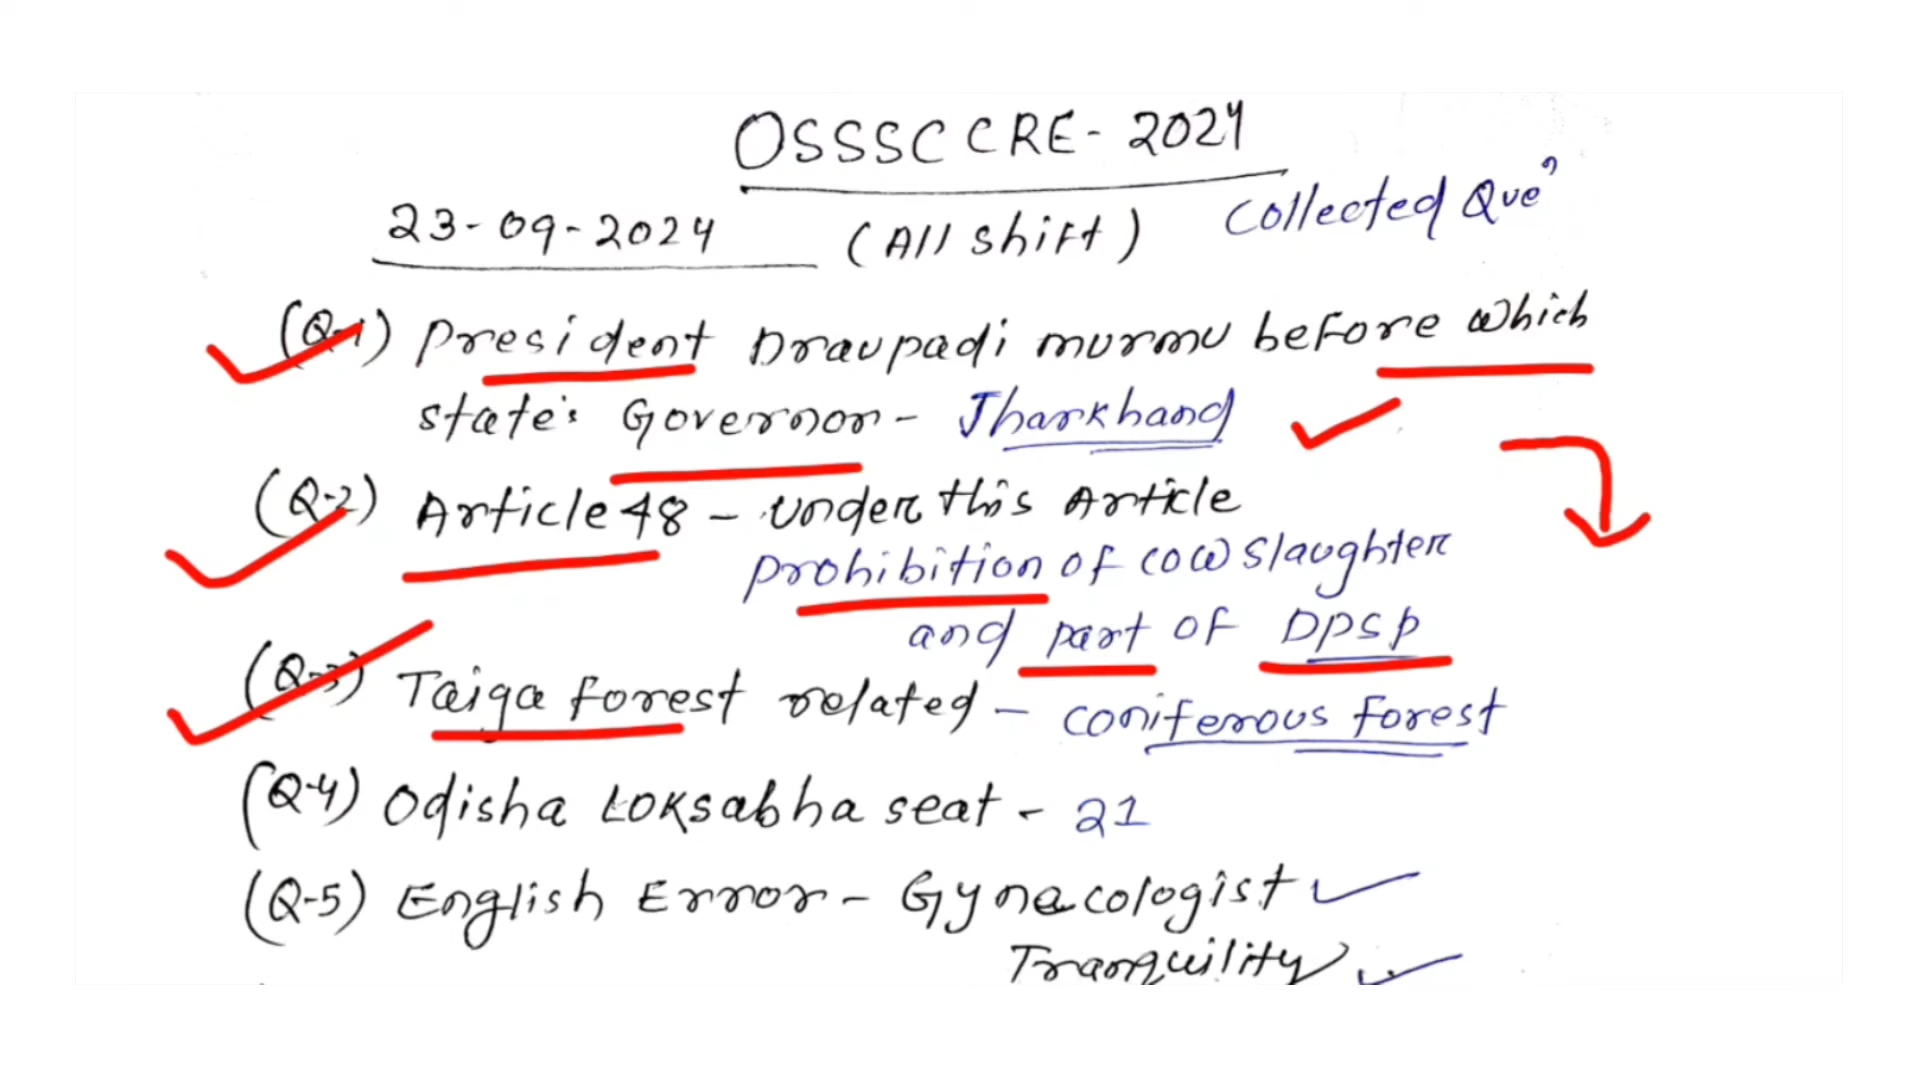 OSSSC CRE- 2024
Collected Que?
23-09-2024 (All shift)
(Q-1) President Draupadi murmu before which
state's Governor - Jharkhand
(Q-2) Article 48 - under this Article
prohibition of cow slaughter
and part of DPSP
(Q-3) Taiga forest related - coniferous forest
(Q-4) Odisha Loksabha seat - 21
(Q-5) English Error - Gynecologist
Tranquility